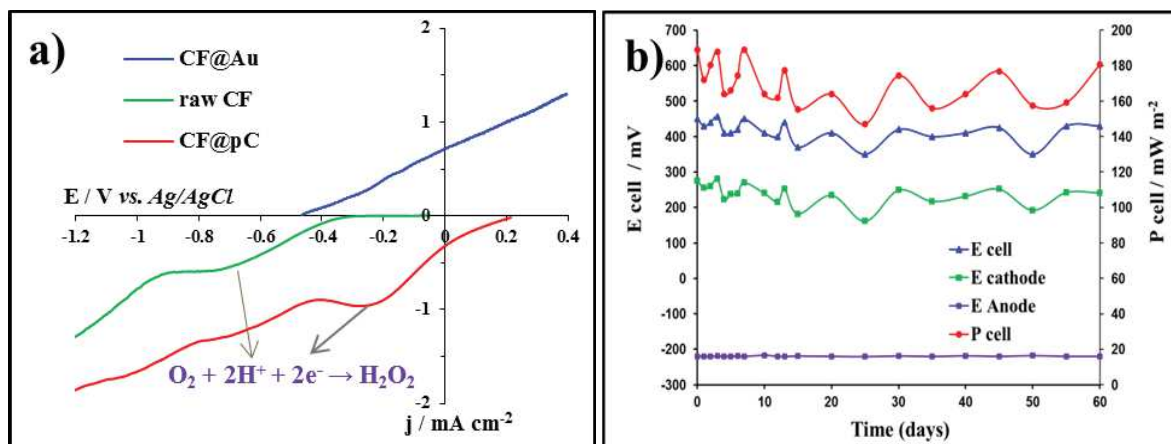 a)
CF@Au
raw CF
CF@pC
E / V vs. Ag/AgCl
2
1
0
-1
-2
-1.2 -1 -0.8 -0.6 -0.4 -0.2 0 0.2 0.4
O₂ + 2H⁺ + 2e⁻ → H₂O₂
j / mA cm⁻²
b)
E cell / mV
700
600
500
400
300
200
100
0
-100
-200
-300
E cell
E cathode
E Anode
P cell
200
180
160
140
120
100
80
60
40
20
0
P cell / mW m⁻²
0 10 20 30 40 50 60
Time (days)